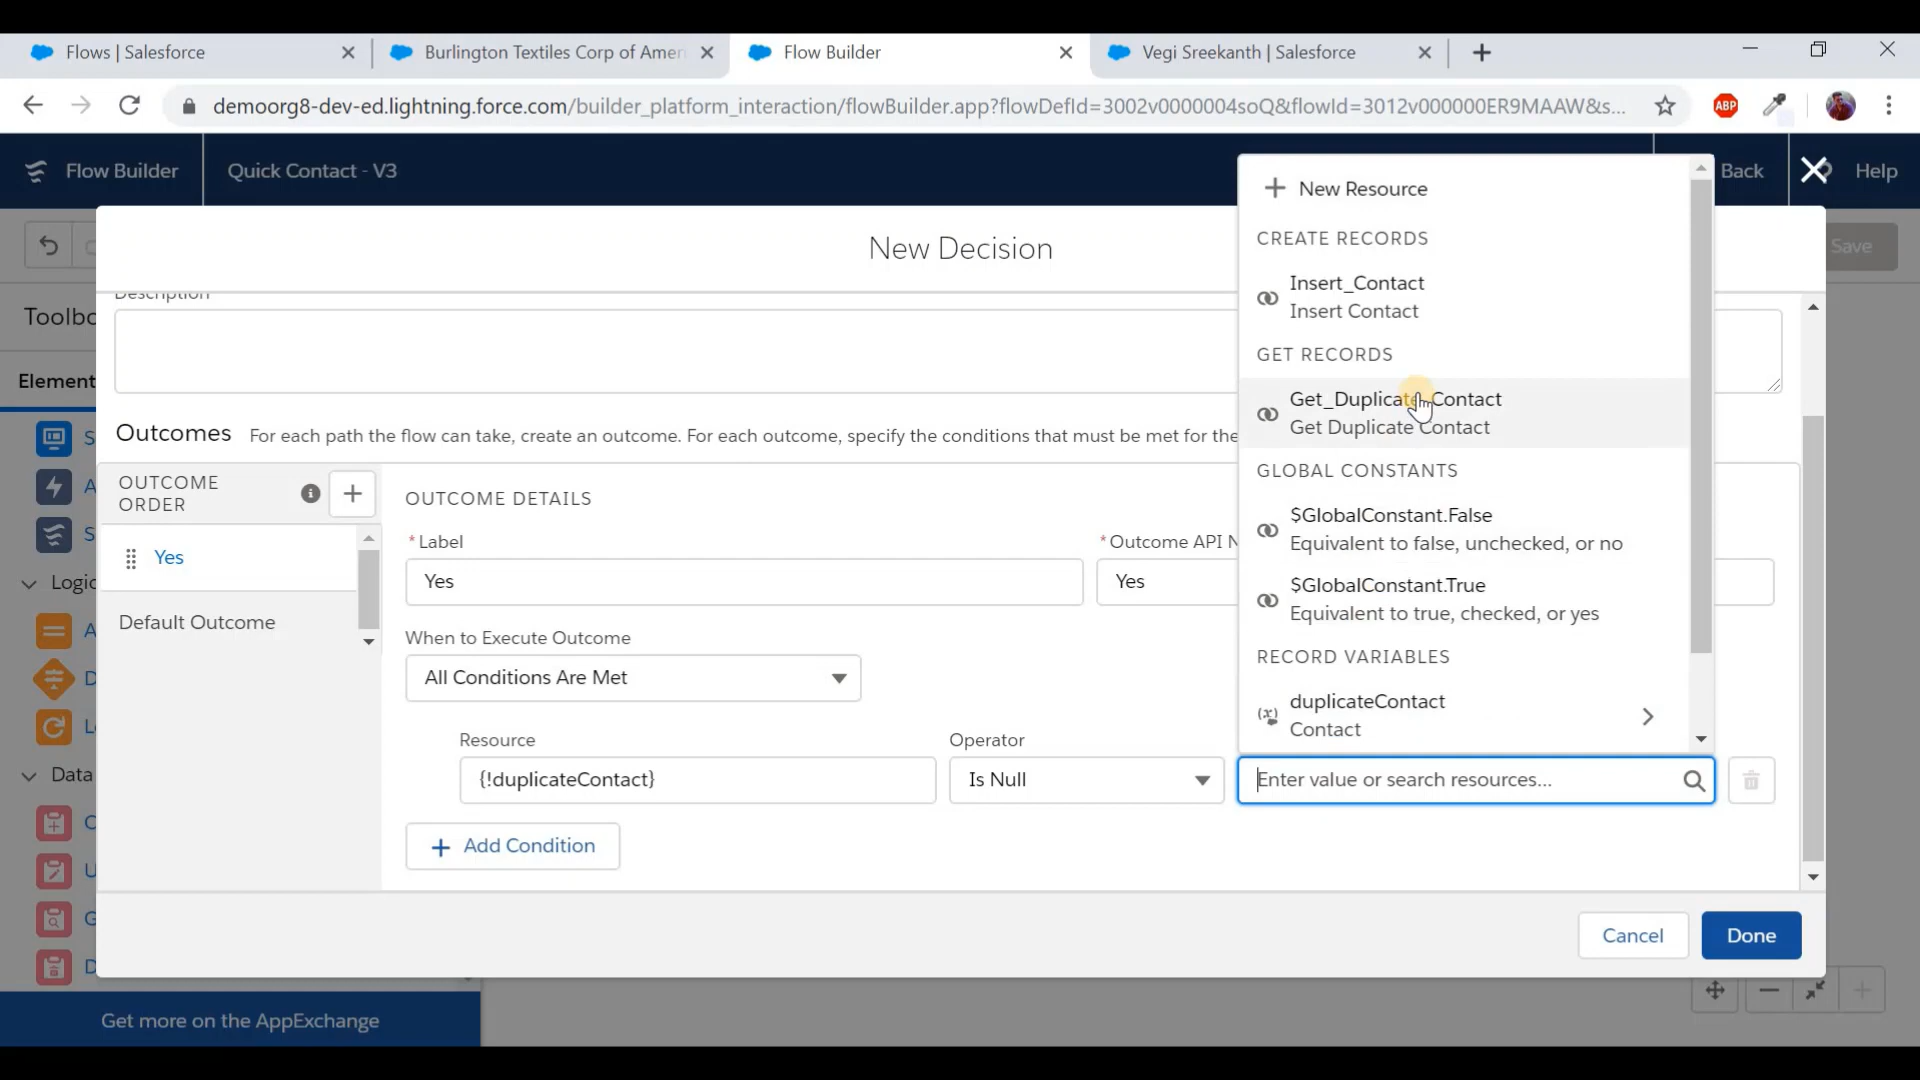 Flows | Salesforce
Burlington Textiles Corp of Amer
Flow Builder
Vegi Sreekanth | Salesforce
demoorg8-dev-ed.lightning.force.com/builder_platform_interaction/flowBuilder.app?flowDefId=3002v0000004soQ&flowId=3012v000000ER9MAAW&s...
ABP
Flow Builder
Quick Contact - V3
Back
Help
New Decision
Save
Toolbo
Element
Description
Outcomes
For each path the flow can take, create an outcome. For each outcome, specify the conditions that must be met for the
OUTCOME
ORDER
Yes
Default Outcome
OUTCOME DETAILS
* Label
Yes
* Outcome API N
Yes
When to Execute Outcome
All Conditions Are Met
Resource
{!duplicateContact}
Operator
Is Null
Enter value or search resources...
+ Add Condition
New Resource
CREATE RECORDS
Insert_Contact
Insert Contact
GET RECORDS
Get_Duplicate_Contact
Get Duplicate Contact
GLOBAL CONSTANTS
$GlobalConstant.False
Equivalent to false, unchecked, or no
$GlobalConstant.True
Equivalent to true, checked, or yes
RECORD VARIABLES
duplicateContact
Contact
S
A
S
Logic
A
D
L
Data
C
U
G
D
Cancel
Done
Get more on the AppExchange